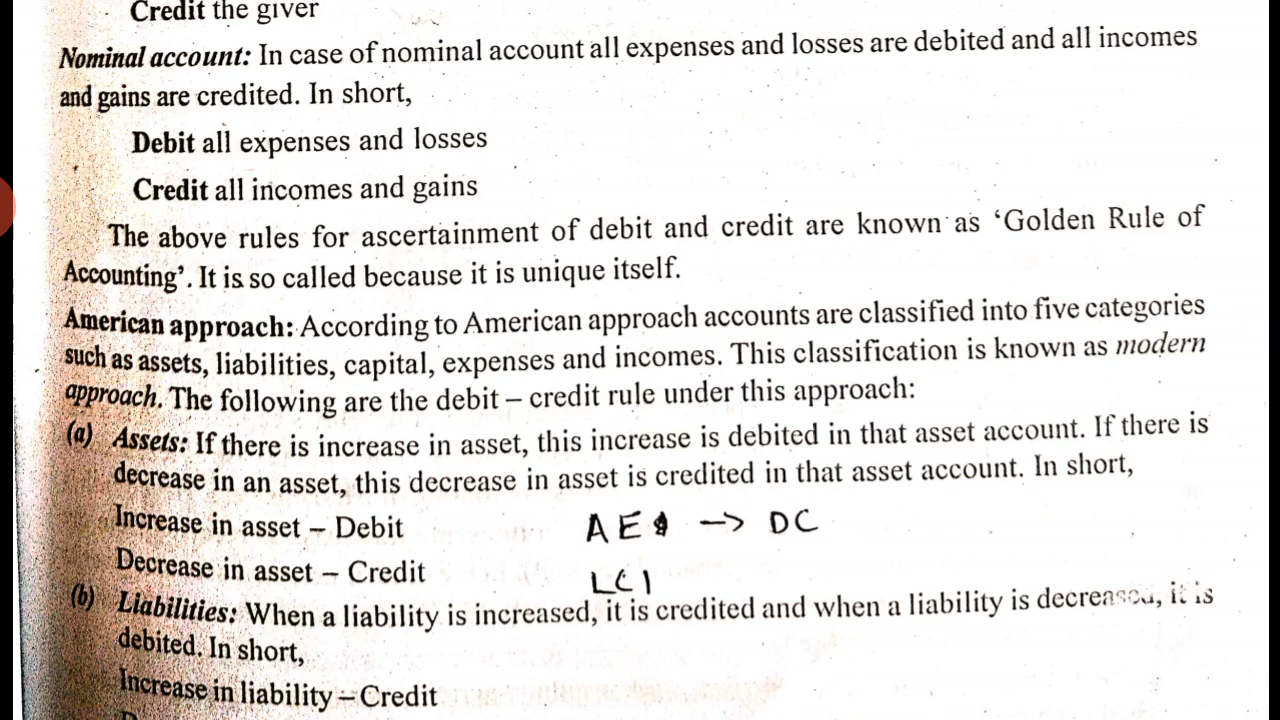 Credit the giver
Nominal account: In case of nominal account all expenses and losses are debited and all incomes
and gains are credited. In short,
Debit all expenses and losses
Credit all incomes and gains
The above rules for ascertainment of debit and credit are known as ‘Golden Rule of
Accounting’. It is so called because it is unique itself.
American approach: According to American approach accounts are classified into five categories
such as assets, liabilities, capital, expenses and incomes. This classification is known as modern
approach. The following are the debit – credit rule under this approach:
(a) Assets: If there is increase in asset, this increase is debited in that asset account. If there is
decrease in an asset, this decrease in asset is credited in that asset account. In short,
Increase in asset – Debit
AE -> DC
Decrease in asset – Credit
LCI
(b) Liabilities: When a liability is increased, it is credited and when a liability is decreased, it is
debited. In short,
Increase in liability – Credit